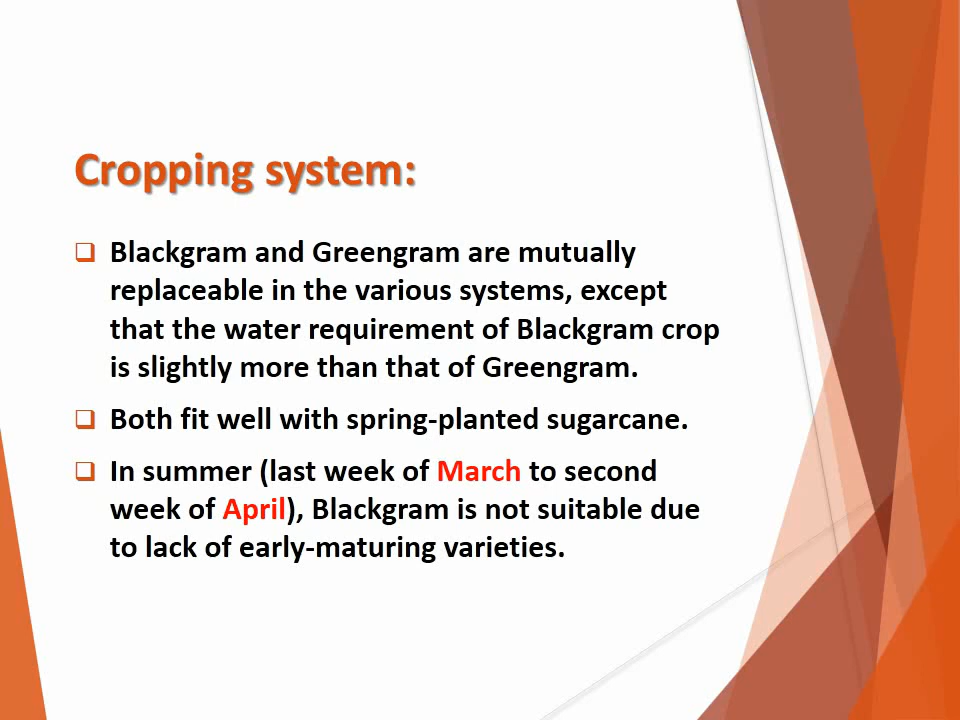 Cropping system:
Blackgram and Greengram are mutually
replaceable in the various systems, except
that the water requirement of Blackgram crop
is slightly more than that of Greengram.
Both fit well with spring-planted sugarcane.
In summer (last week of March to second
week of April), Blackgram is not suitable due
to lack of early-maturing varieties.